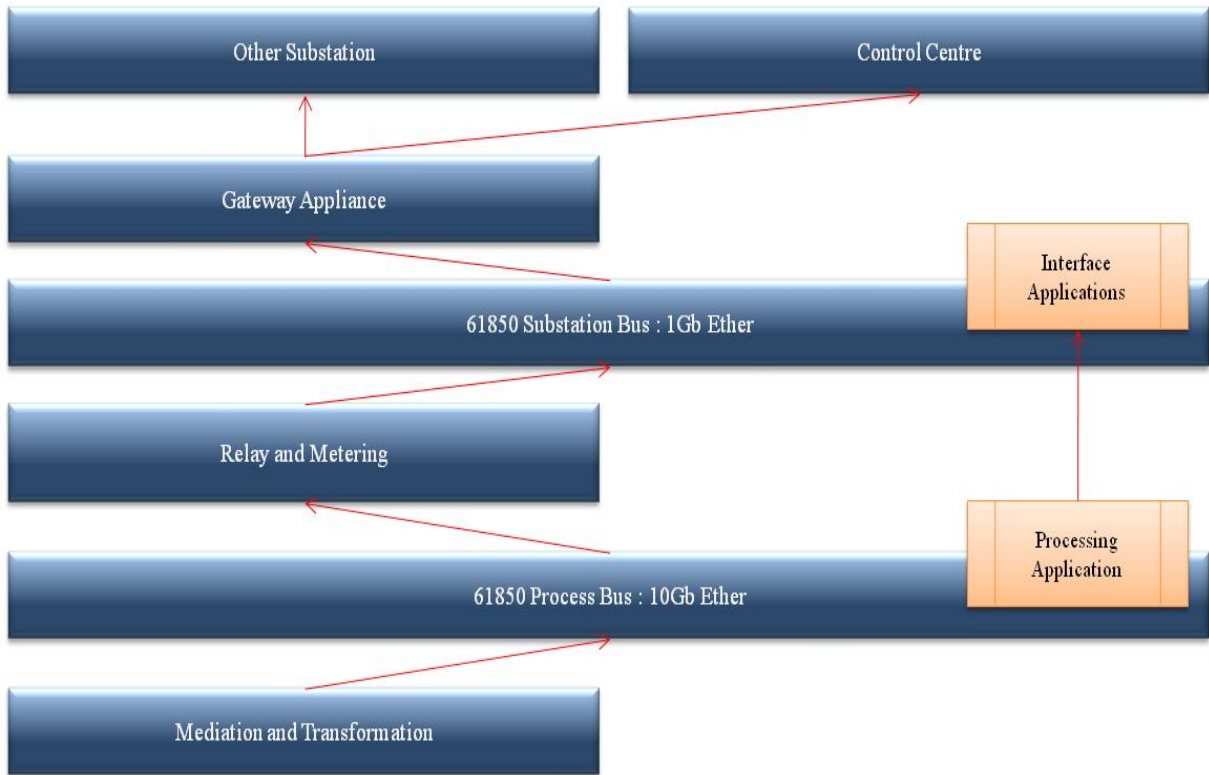 Other Substation
Control Centre
Gateway Appliance
Interface
Applications
61850 Substation Bus : 1Gb Ether
Relay and Metering
Processing
Application
61850 Process Bus : 10Gb Ether
Mediation and Transformation